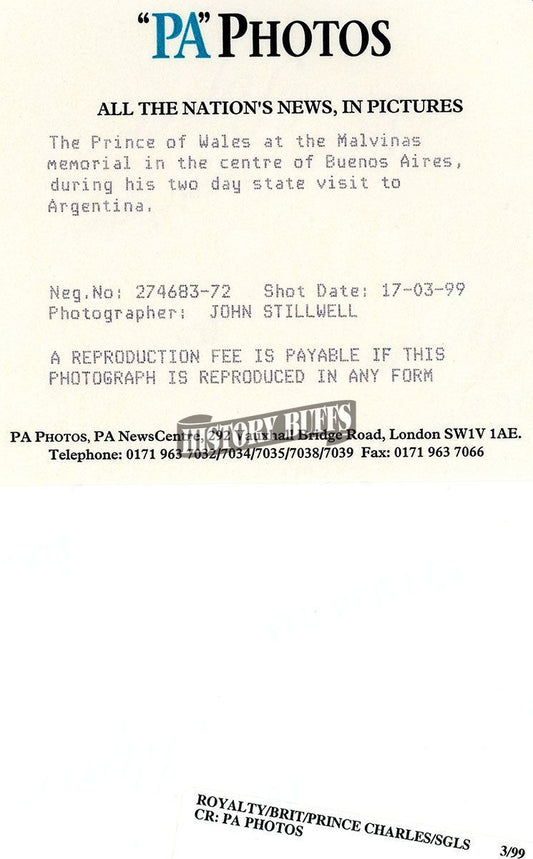 “PA” PHOTOS
ALL THE NATION'S NEWS, IN PICTURES
The Prince of Wales at the Malvinas
memorial in the centre of Buenos Aires,
during his two day state visit to
Argentina.
Neg.No: 274683-72 Shot Date: 17-03-99
Photographer: JOHN STILLWELL
A REPRODUCTION FEE IS PAYABLE IF THIS
PHOTOGRAPH IS REPRODUCED IN ANY FORM
HISTORY BUFFS
PA PHOTOS, PA NewsCentre, 292 Vauxhall Bridge Road, London SW1V 1AE.
Telephone: 0171 963 7032/7034/7035/7038/7039 Fax: 0171 963 7066
ROYALTY/BRIT/PRINCE CHARLES/SGLS
CR: PA PHOTOS 3/99